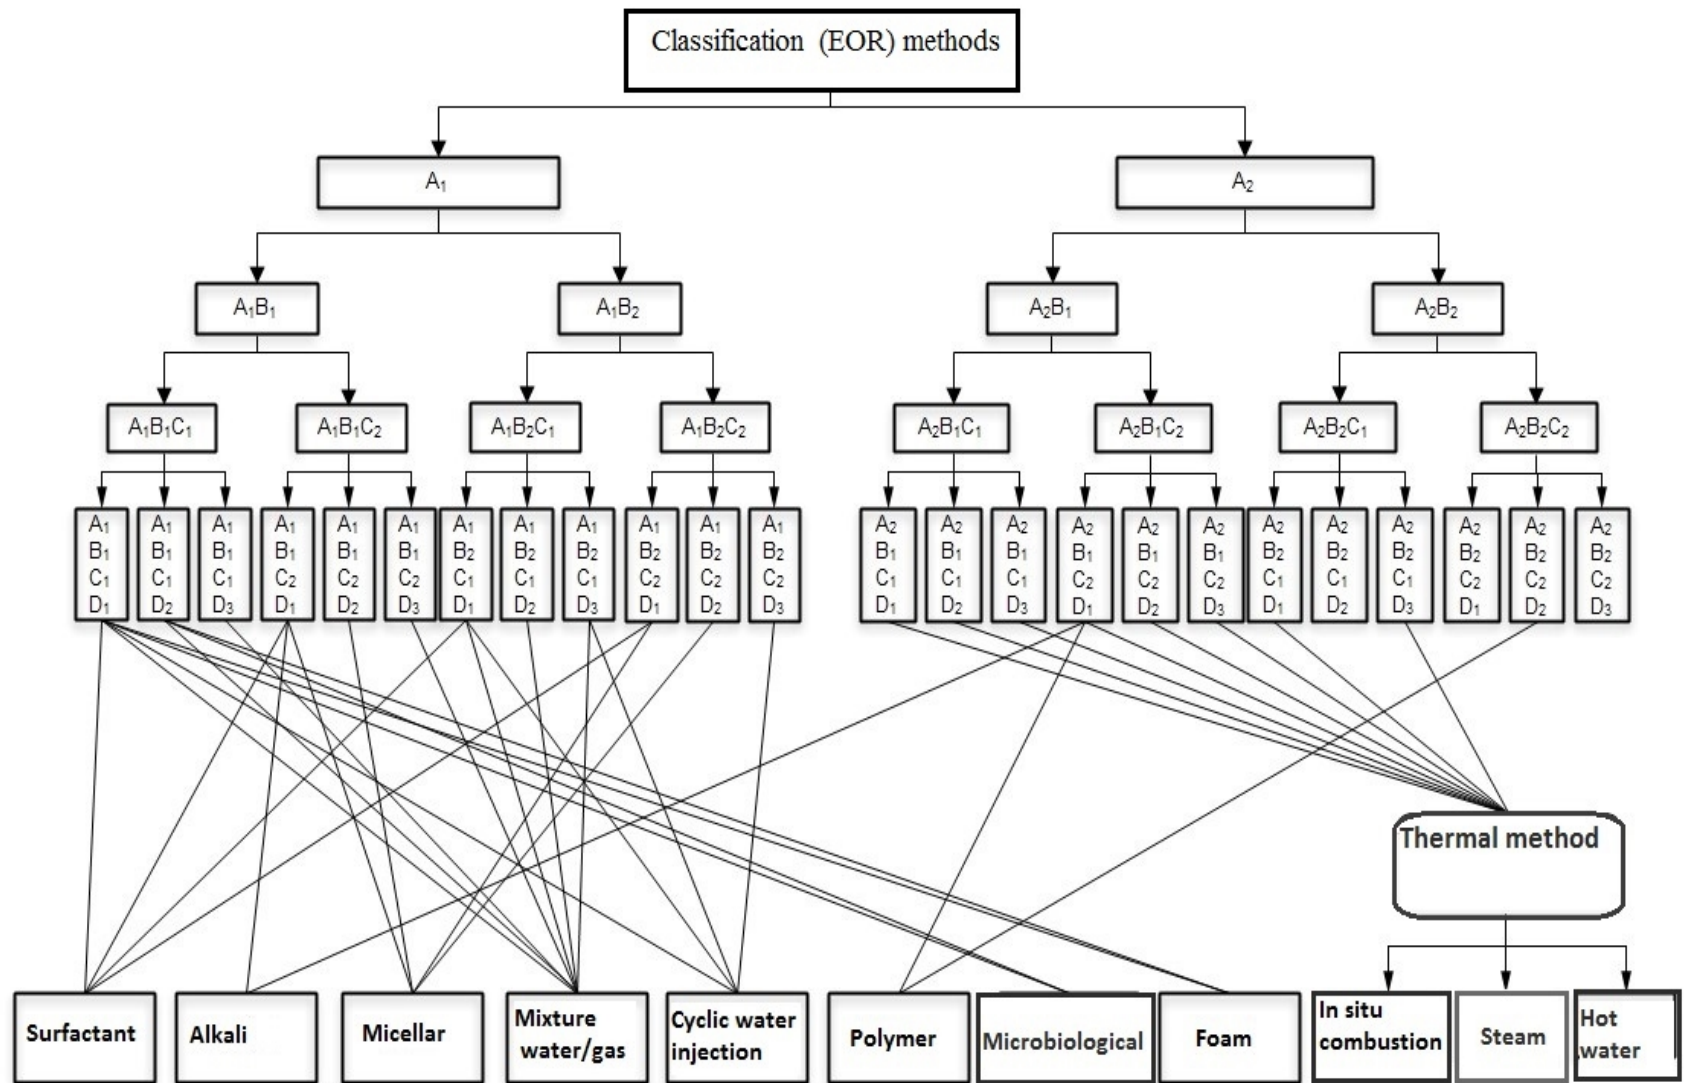 Classification (EOR) methods
A₁
A₂
A₁B₁
A₁B₂
A₂B₁
A₂B₂
A₁B₁C₁
A₁B₁C₂
A₁B₂C₁
A₁B₂C₂
A₂B₁C₁
A₂B₁C₂
A₂B₂C₁
A₂B₂C₂
A₁
B₁
C₁
D₁
A₁
B₁
C₁
D₂
A₁
B₁
C₁
D₃
A₁
B₁
C₂
D₁
A₁
B₁
C₂
D₂
A₁
B₁
C₂
D₃
A₁
B₂
C₁
D₁
A₁
B₂
C₁
D₂
A₁
B₂
C₁
D₃
A₁
B₂
C₂
D₁
A₁
B₂
C₂
D₂
A₁
B₂
C₂
D₃
A₂
B₁
C₁
D₁
A₂
B₁
C₁
D₂
A₂
B₁
C₁
D₃
A₂
B₁
C₂
D₁
A₂
B₁
C₂
D₂
A₂
B₁
C₂
D₃
A₂
B₂
C₁
D₁
A₂
B₂
C₁
D₂
A₂
B₂
C₁
D₃
A₂
B₂
C₂
D₁
A₂
B₂
C₂
D₂
A₂
B₂
C₂
D₃
Thermal method
Surfactant
Alkali
Micellar
Mixture
water/gas
Cyclic water
injection
Polymer
Microbiological
Foam
In situ
combustion
Steam
Hot
water